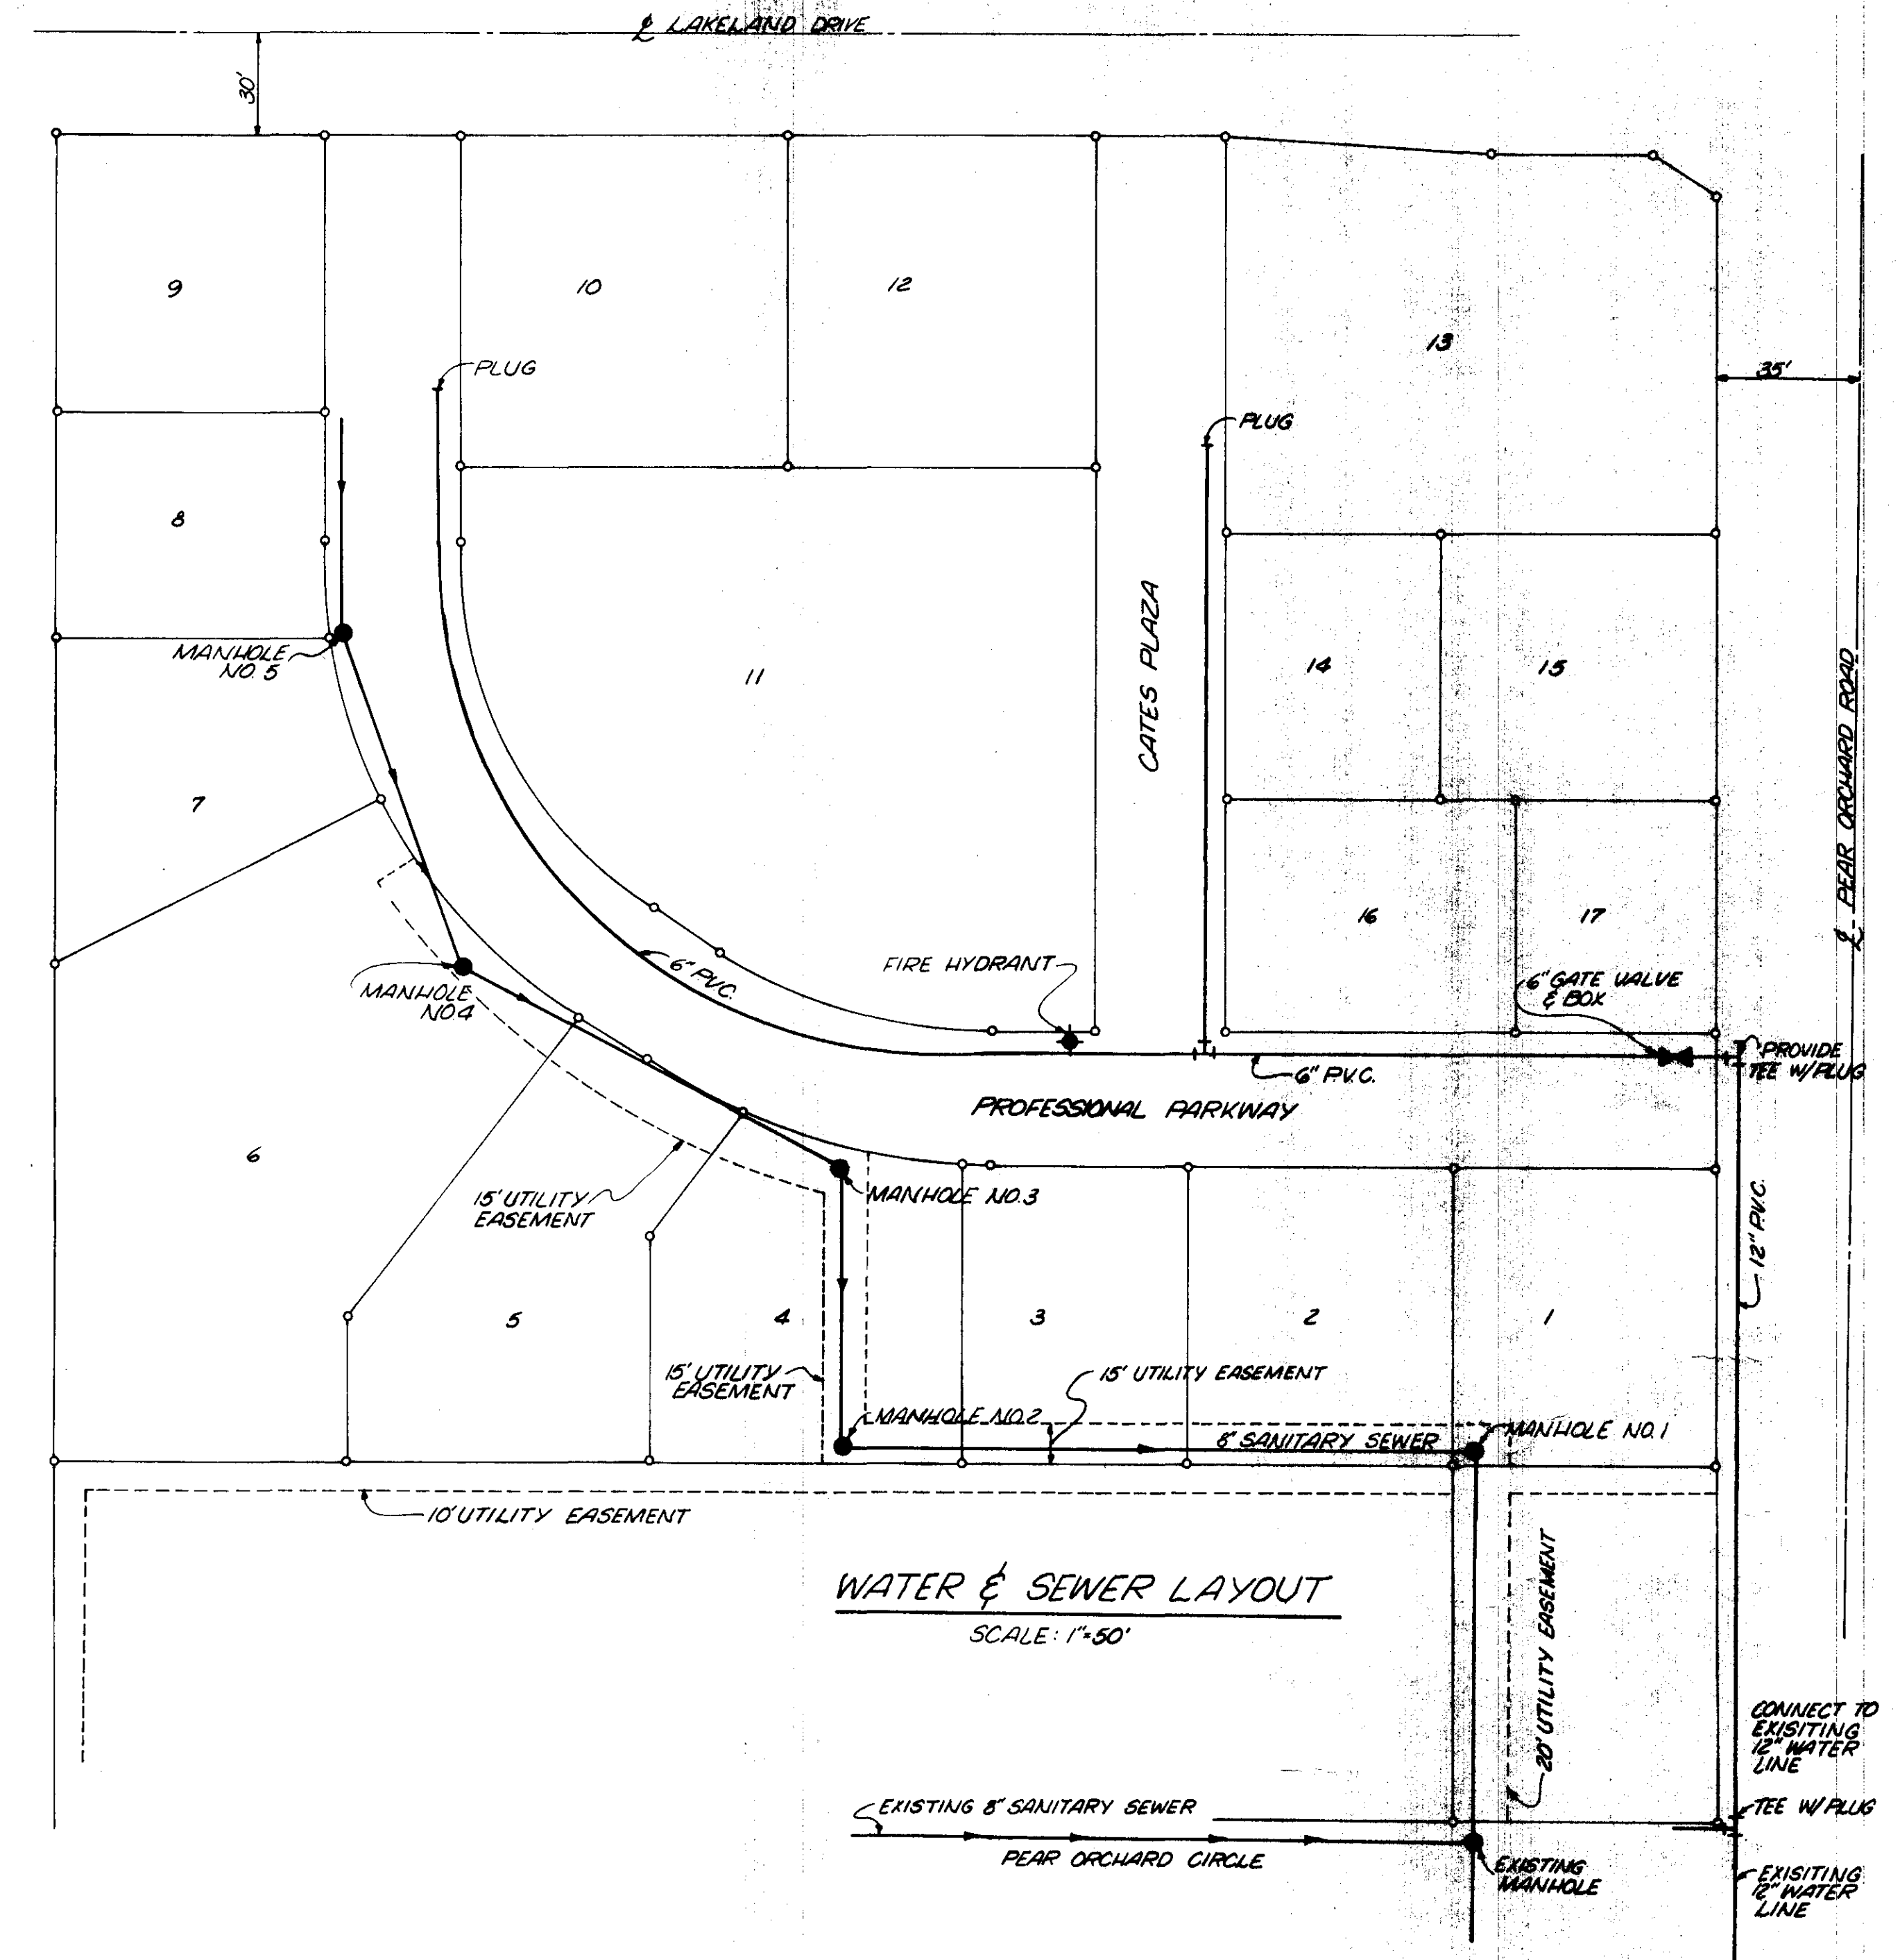 ℄ LAKELAND DRIVE
30'
9
10
12
13
35'
PLUG
PLUG
8
MANHOLE
NO. 5
11
CATES PLAZA
14
15
℄ PEAR ORCHARD ROAD
7
16
17
6" P.V.C.
FIRE HYDRANT
6" GATE VALVE
& BOX
MANHOLE
NO.4
PROVIDE
TEE W/PLUG
6" P.V.C.
PROFESSIONAL PARKWAY
6
15' UTILITY
EASEMENT
MANHOLE NO.3
12" P.V.C.
5
4
3
2
1
15' UTILITY
EASEMENT
15' UTILITY EASEMENT
MANHOLE NO.2
8" SANITARY SEWER
MANHOLE NO.1
10' UTILITY EASEMENT
20' UTILITY EASEMENT
WATER & SEWER LAYOUT
SCALE: 1"=50'
CONNECT TO
EXISITING
12" WATER
LINE
EXISTING 8" SANITARY SEWER
TEE W/PLUG
PEAR ORCHARD CIRCLE
EXISTING
MANHOLE
EXISITING
12" WATER
LINE